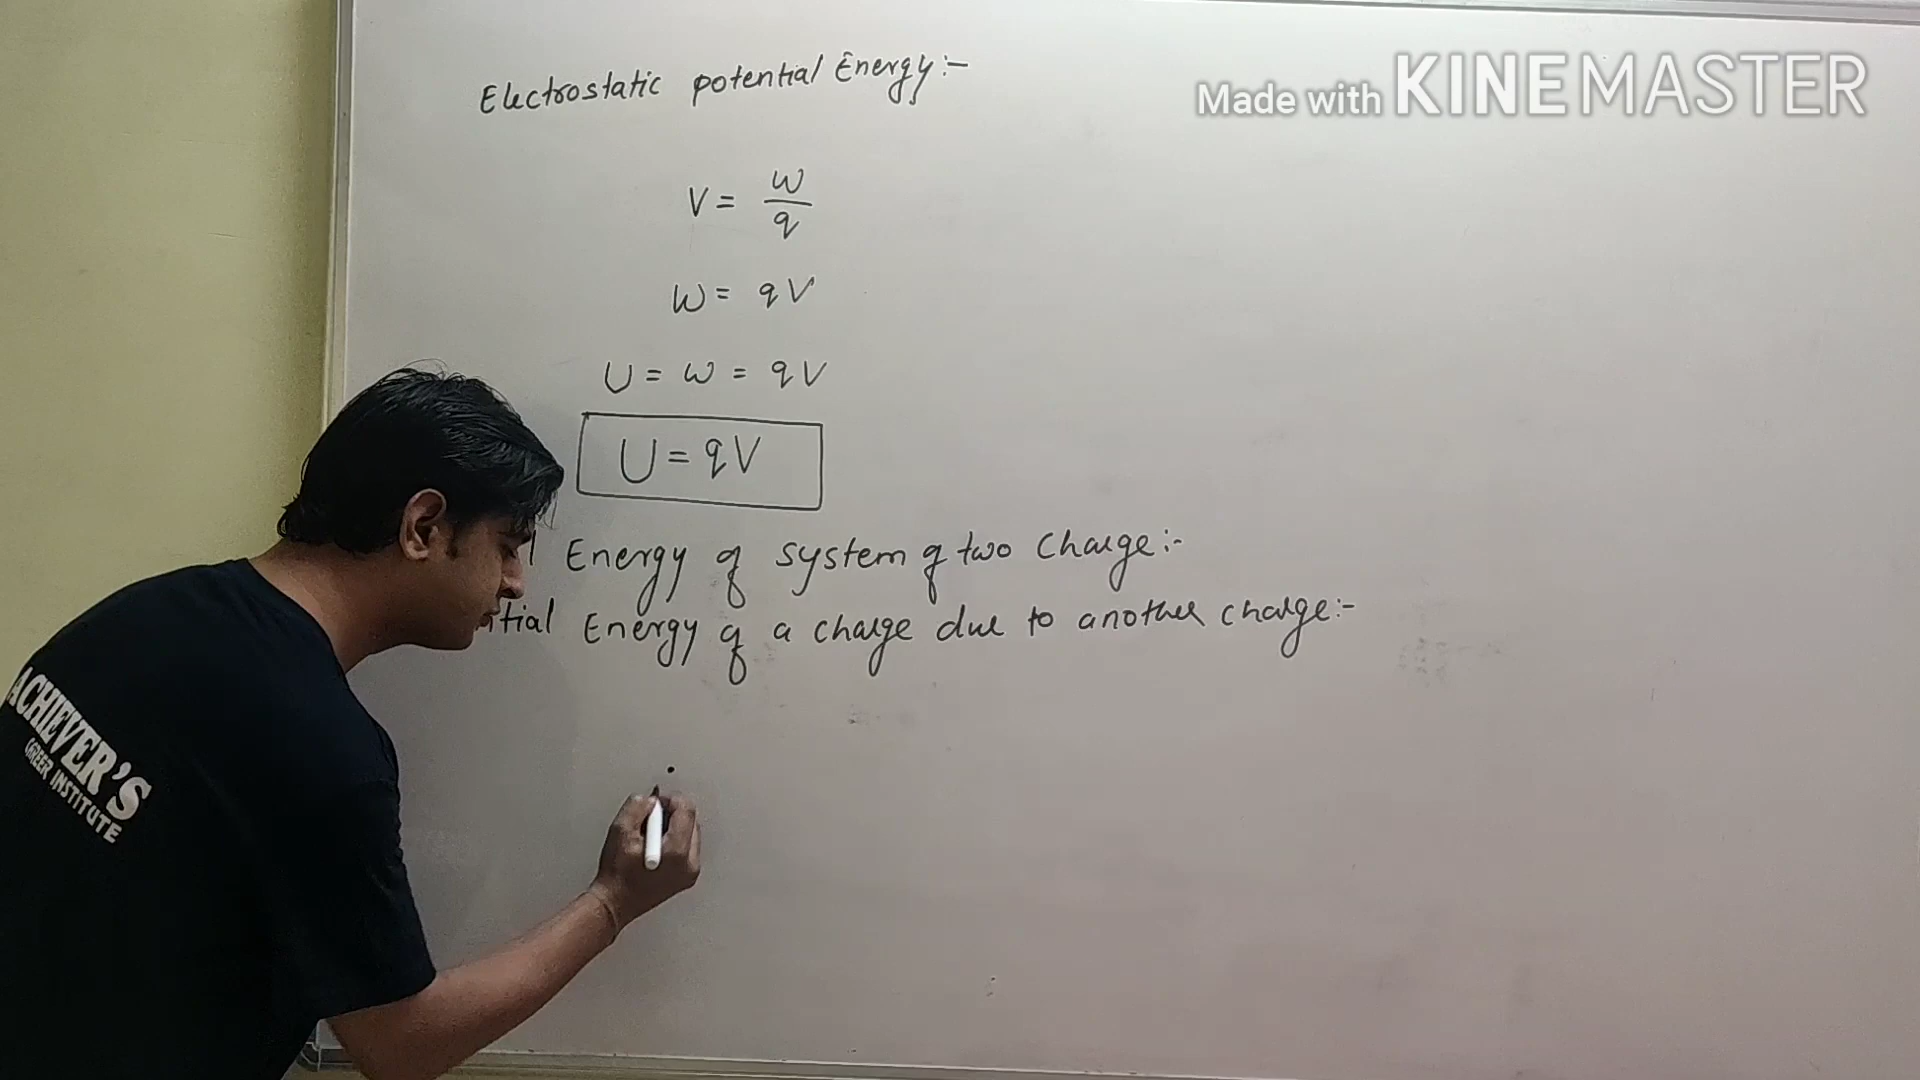 Electrostatic potential Energy:-
Made with KINEMASTER
V = w/q
W = qV
U = w = qV
U = qV
Energy of system of two Charge:-
Energy of a charge due to another charge:-
ACHIEVER'S
CAREER INSTITUTE